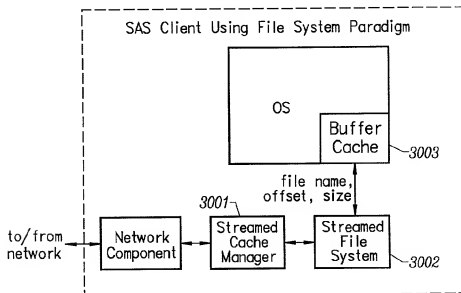 SAS Client Using File System Paradigm
OS
Buffer
Cache
3003
file name,
offset, size
3001
to/from
network
Network
Component
Streamed
Cache
Manager
Streamed
File
System
3002